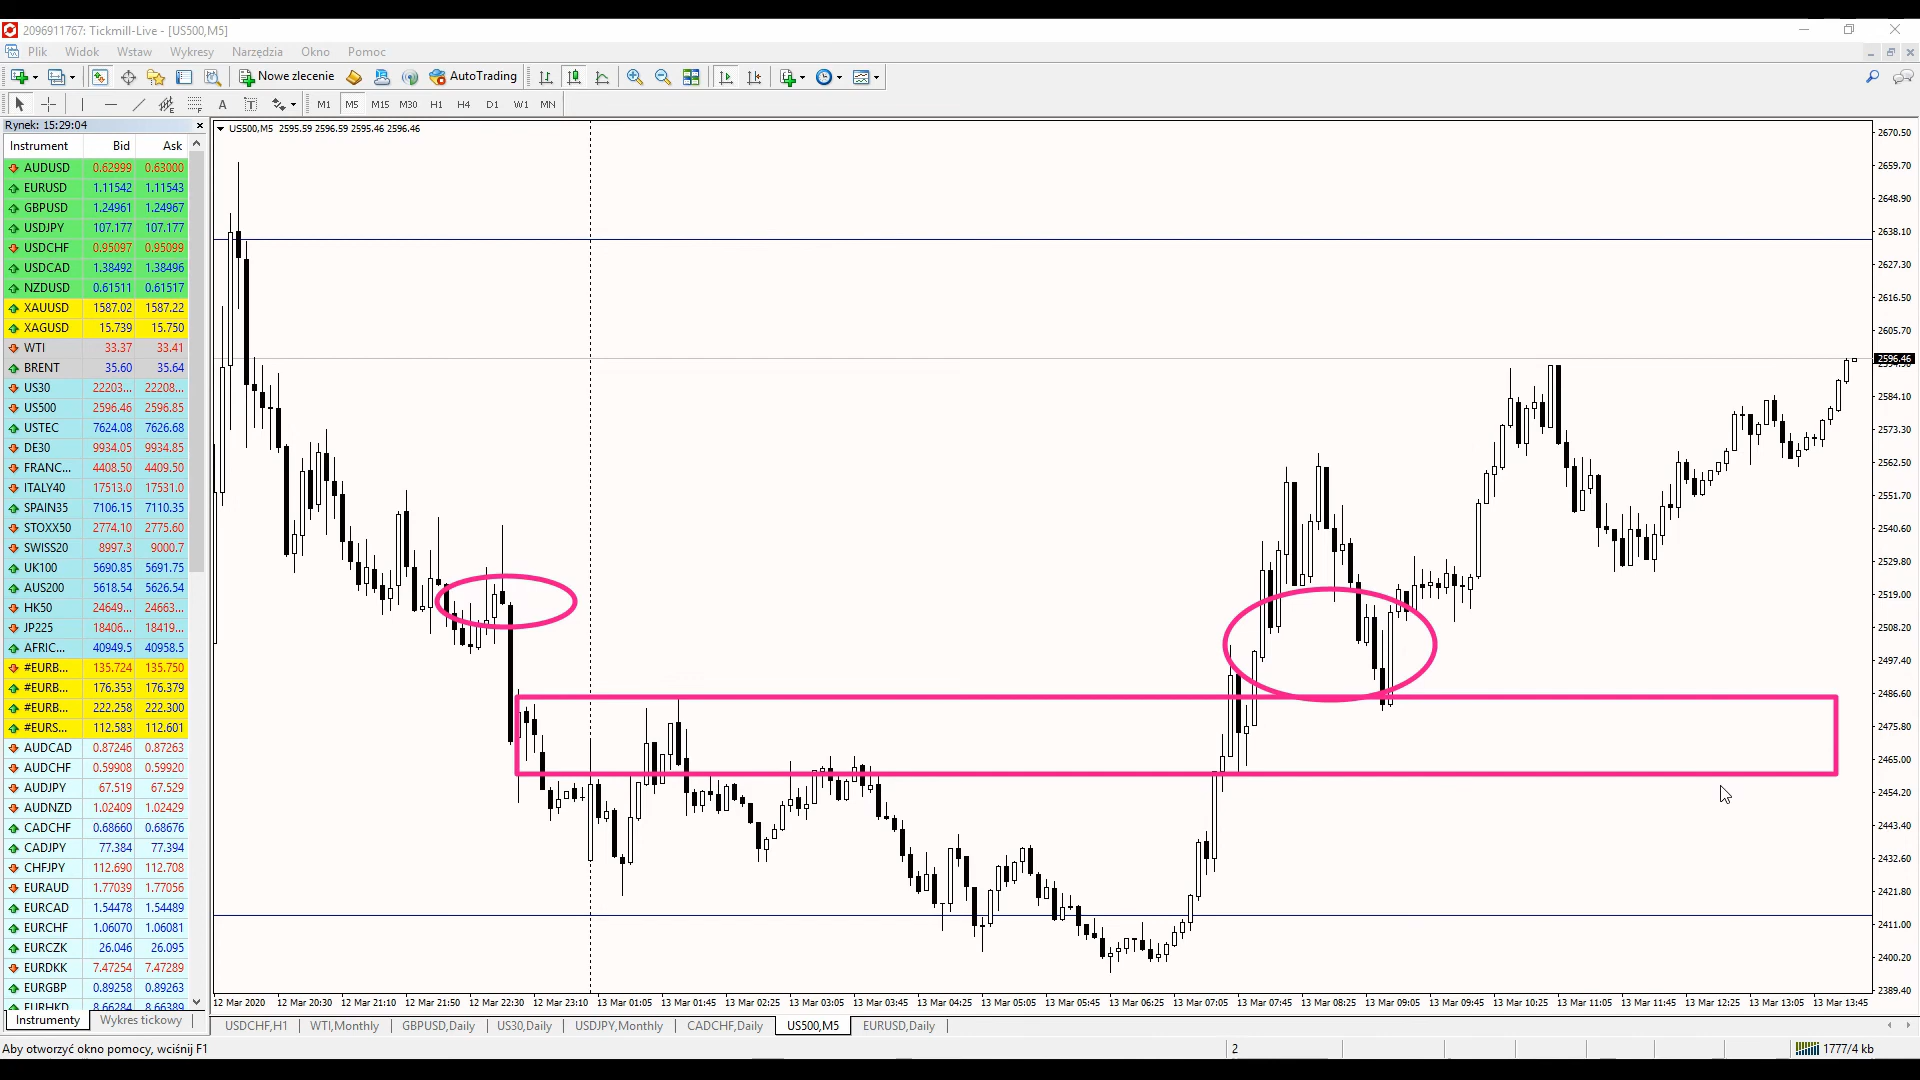 2096911767: Tickmill-Live - [US500,M5]
Plik Widok Wstaw Wykresy Narzędzia Okno Pomoc
Nowe zlecenie AutoTrading
A T M1 M5 M15 M30 H1 H4 D1 W1 MN
Rynek: 15:29:04
Instrument Bid Ask
AUDUSD 0.62999 0.63000
EURUSD 1.11542 1.11543
GBPUSD 1.24961 1.24967
USDJPY 107.177 107.177
USDCHF 0.95097 0.95099
USDCAD 1.38492 1.38496
NZDUSD 0.61511 0.61517
XAUUSD 1587.02 1587.22
XAGUSD 15.739 15.750
WTI 33.37 33.41
BRENT 35.60 35.64
US30 22203... 22208...
US500 2596.46 2596.85
USTEC 7624.08 7626.68
DE30 9934.05 9934.85
FRANC... 4408.50 4409.50
ITALY40 17513.0 17531.0
SPAIN35 7106.15 7110.35
STOXX50 2774.10 2775.60
SWISS20 8997.3 9000.7
UK100 5690.85 5691.75
AUS200 5618.54 5626.54
HK50 24649... 24663...
JP225 18406... 18419...
AFRIC... 40949.5 40958.5
#EURB... 135.724 135.750
#EURB... 176.353 176.379
#EURB... 222.258 222.300
#EURS... 112.583 112.601
AUDCAD 0.87246 0.87263
AUDCHF 0.59908 0.59920
AUDJPY 67.519 67.529
AUDNZD 1.02409 1.02429
CADCHF 0.68660 0.68676
CADJPY 77.384 77.394
CHFJPY 112.690 112.708
EURAUD 1.77039 1.77056
EURCAD 1.54478 1.54489
EURCHF 1.06070 1.06081
EURCZK 26.046 26.095
EURDKK 7.47254 7.47289
EURGBP 0.89258 0.89263
EURHKD 8.66284 8.66389
Instrumenty Wykres tickowy
US500,M5 2595.59 2596.59 2595.46 2596.46
2670.50
2659.70
2648.90
2638.10
2627.30
2616.50
2605.70
2596.46
2584.10
2573.30
2562.50
2551.70
2540.60
2529.80
2519.00
2508.20
2497.40
2486.60
2475.80
2465.00
2454.20
2443.40
2432.60
2421.80
2411.00
2400.20
2389.40
12 Mar 2020 12 Mar 20:30 12 Mar 21:10 12 Mar 21:50 12 Mar 22:30 12 Mar 23:10 13 Mar 01:05 13 Mar 01:45 13 Mar 02:25 13 Mar 03:05 13 Mar 03:45 13 Mar 04:25 13 Mar 05:05 13 Mar 05:45 13 Mar 06:25 13 Mar 07:05 13 Mar 07:45 13 Mar 08:25 13 Mar 09:05 13 Mar 09:45 13 Mar 10:25 13 Mar 11:05 13 Mar 11:45 13 Mar 12:25 13 Mar 13:05 13 Mar 13:45
USDCHF,H1 WTI,Monthly GBPUSD,Daily US30,Daily USDJPY,Monthly CADCHF,Daily US500,M5 EURUSD,Daily
Aby otworzyć okno pomocy, wciśnij F1 2 1777/4 kb